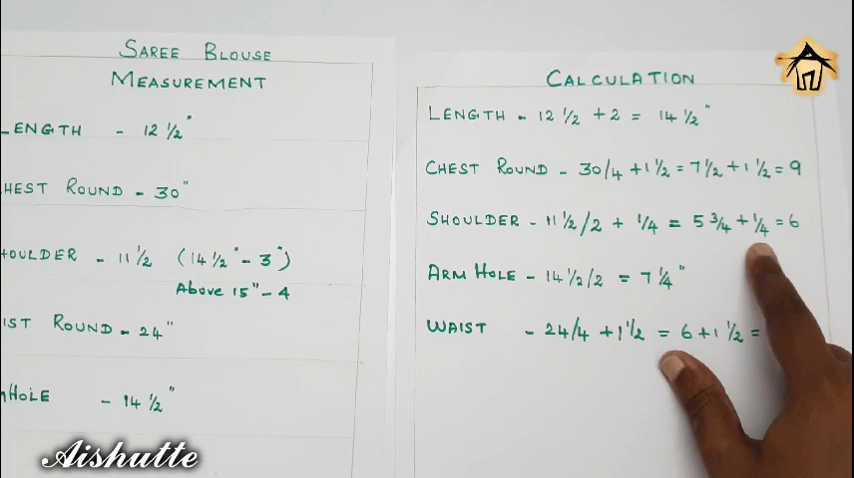 SAREE BLOUSE
MEASUREMENT
LENGTH - 12 1/2"
HEST ROUND - 30"
HOULDER - 11 1/2 (14 1/2" - 3")
Above 15" - 4
IST ROUND - 24"
HOLE - 14 1/2"
CALCULATION
LENGTH - 12 1/2 + 2 = 14 1/2"
CHEST ROUND - 30/4 + 1 1/2 = 7 1/2 + 1 1/2 = 9
SHOULDER - 11 1/2/2 + 1/4 = 5 3/4 + 1/4 = 6
ARM HOLE - 14 1/2/2 = 7 1/4"
WAIST - 24/4 + 1 1/2 = 6 + 1 1/2 =
Aishutte